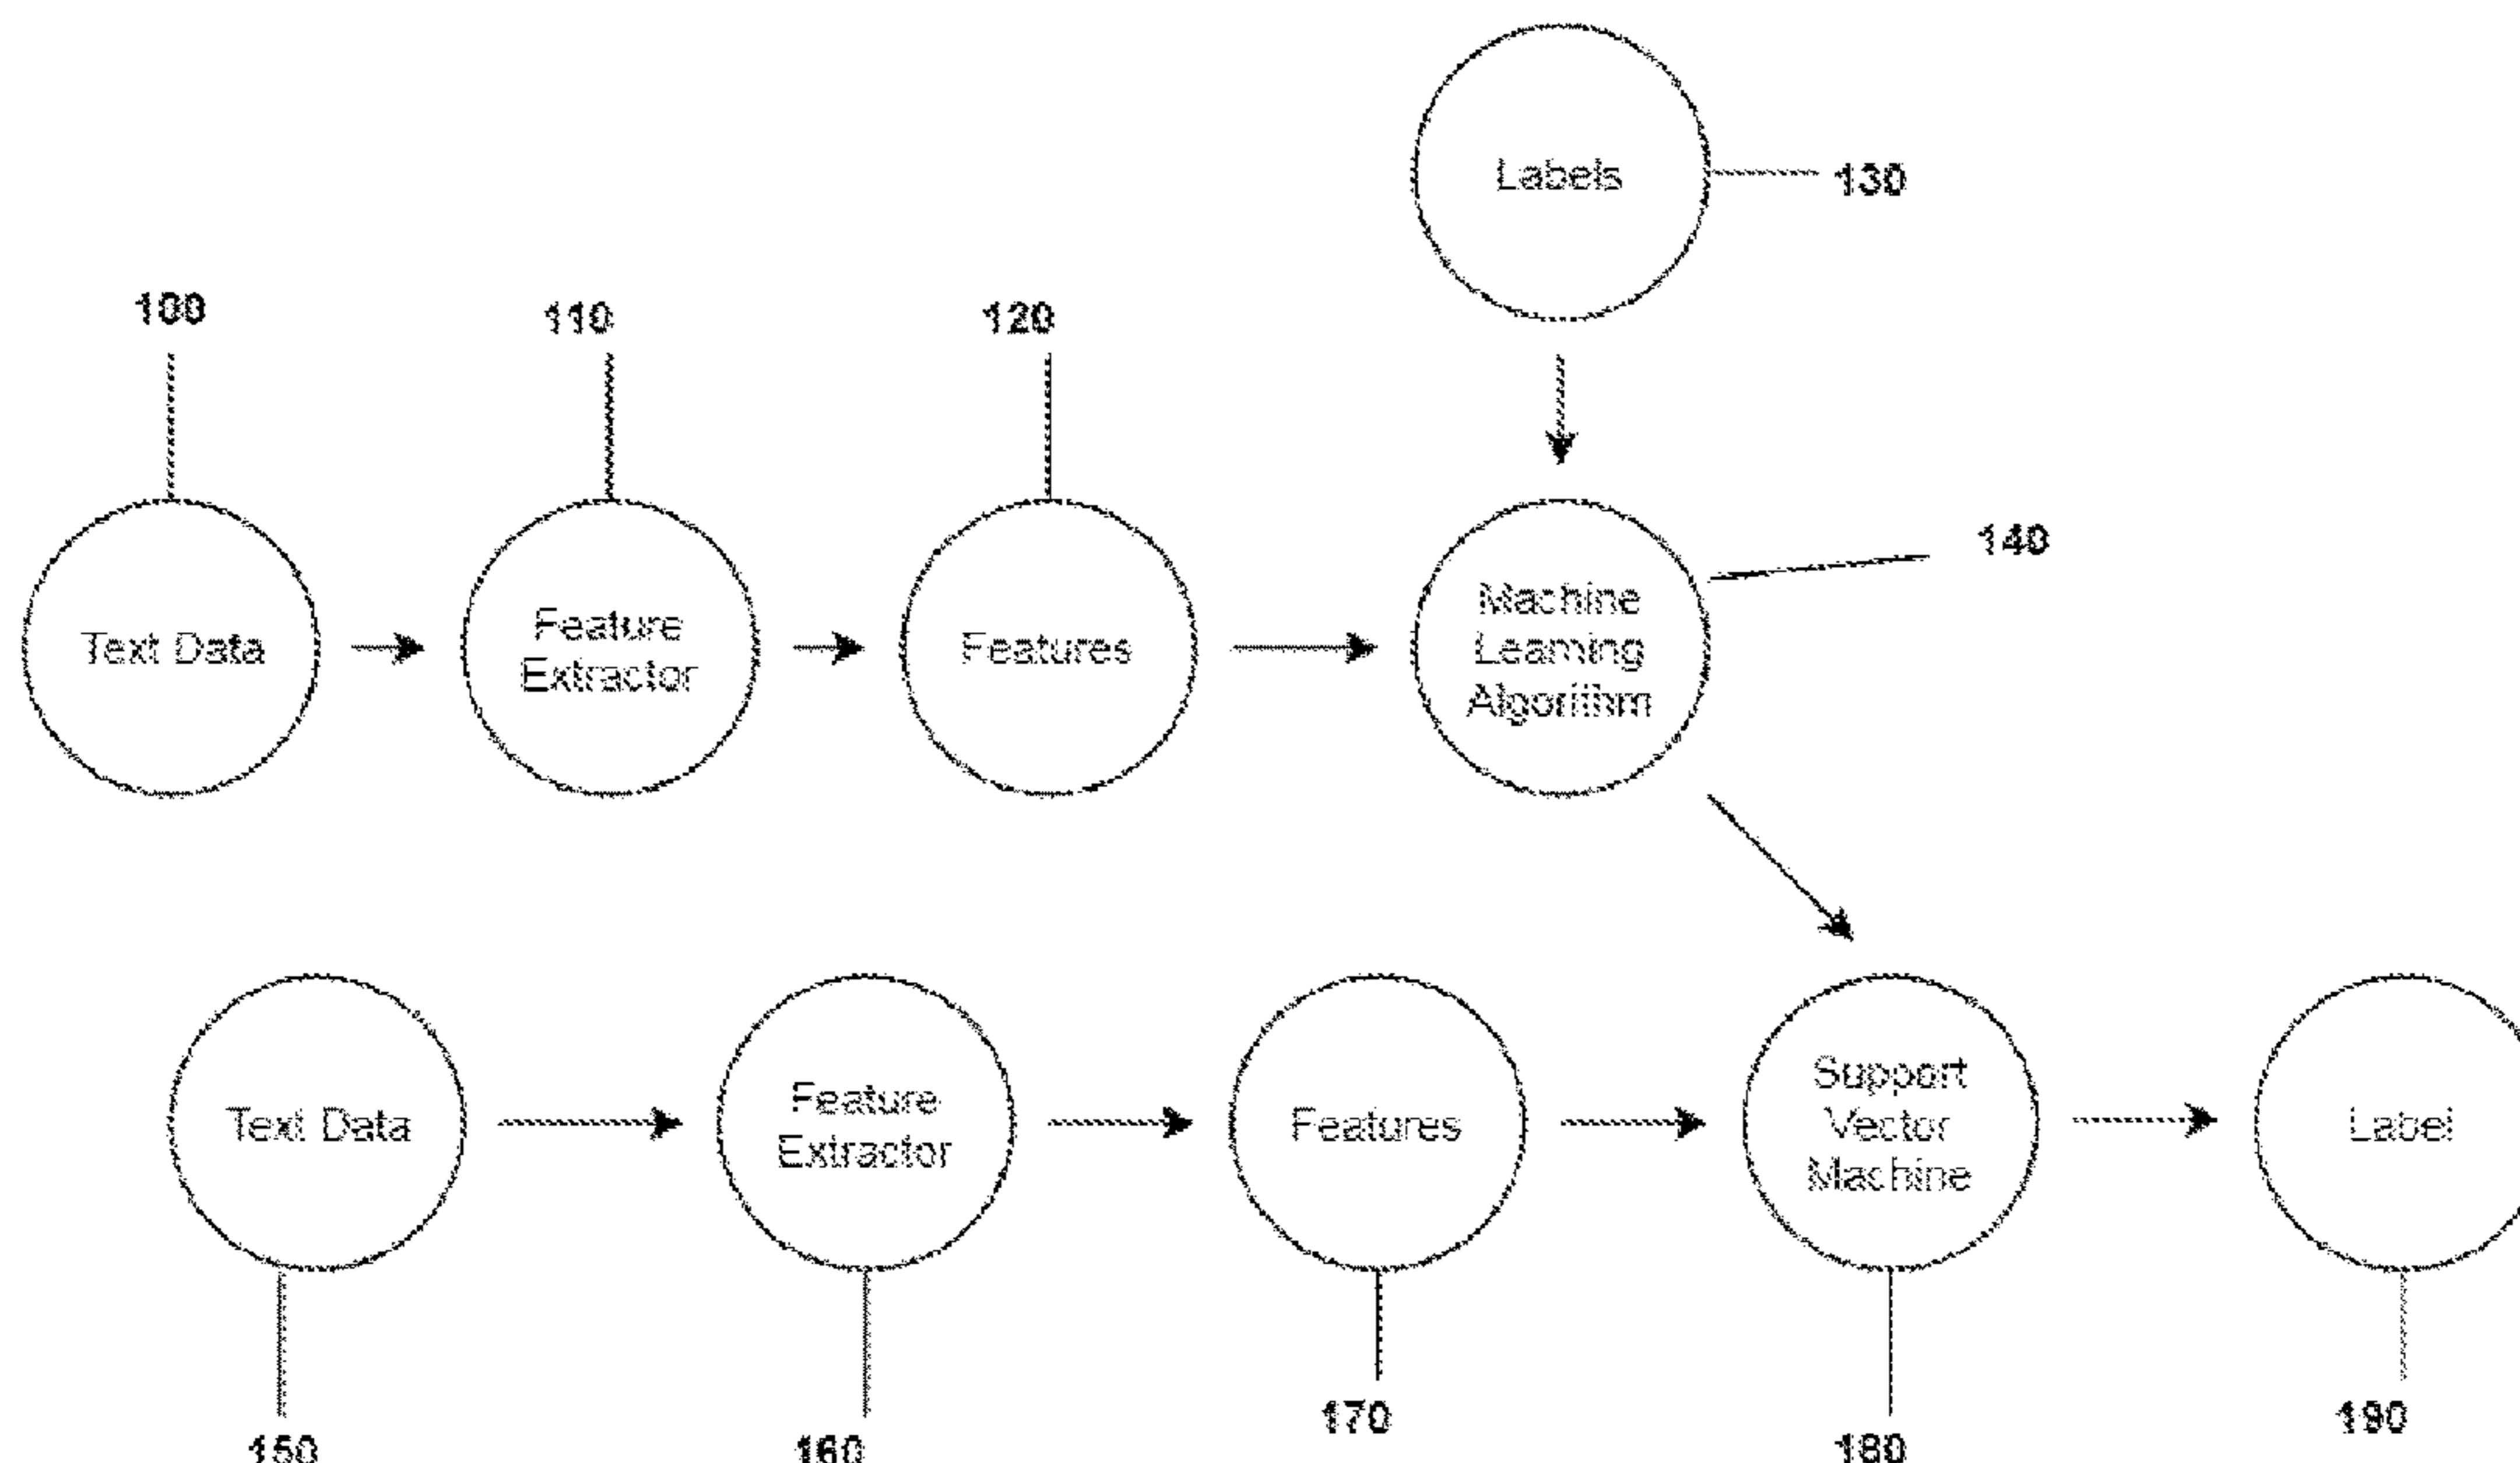 Labels
130
100
110
120
140
Text Data
Feature
Extractor
Features
Machine
Learning
Algorithm
Text Data
Feature
Extractor
Features
Support
Vector
Machine
Label
150
160
170
180
190